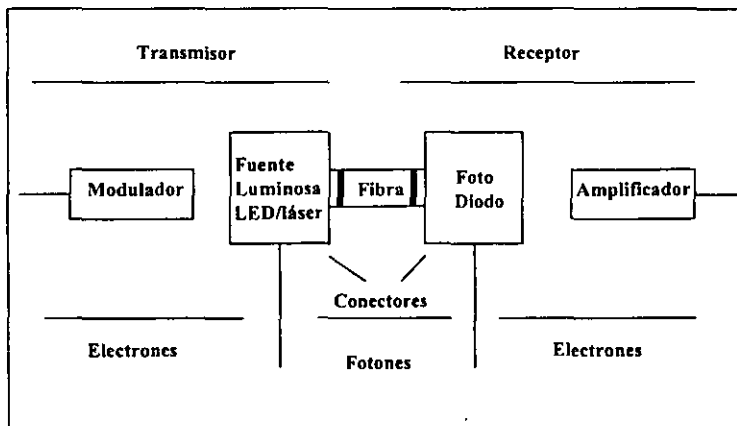 Transmisor
Receptor
Modulador
Fuente
Luminosa
LED/láser
Fibra
Foto
Diodo
Amplificador
Conectores
Electrones
Fotones
Electrones